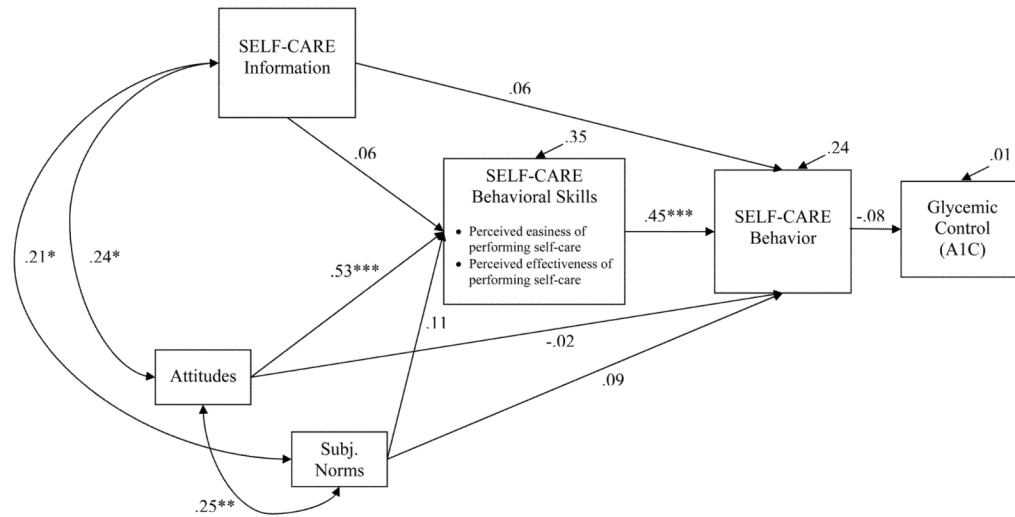 SELF-CARE
Information
.06
.06
.35
.24
.01
SELF-CARE
Behavioral Skills
• Perceived easiness of
performing self-care
• Perceived effectiveness of
performing self-care
.45***
SELF-CARE
Behavior
-.08
Glycemic
Control
(A1C)
.21*
.24*
.53***
.11
-.02
.09
Attitudes
Subj.
Norms
.25**